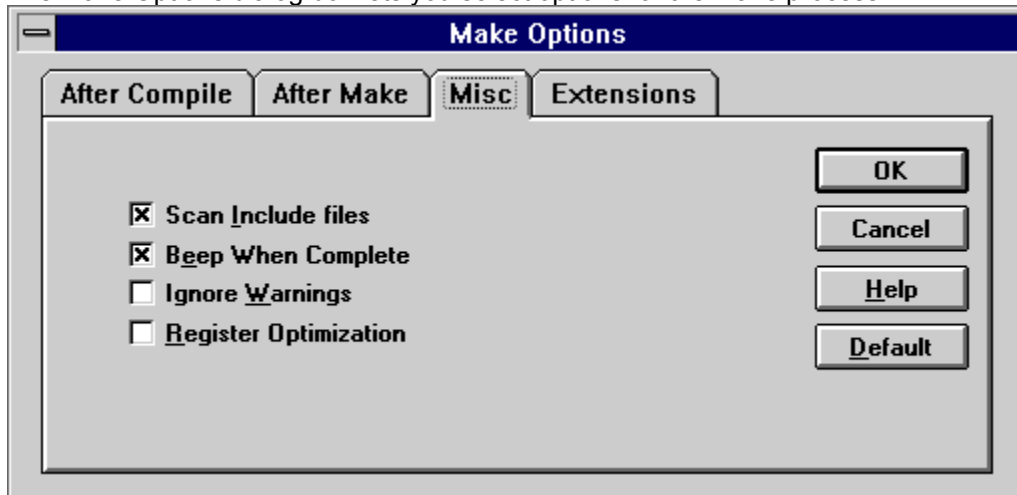 Make Options
After Compile After Make Misc Extensions
OK
Scan Include files
Cancel
Beep When Complete
Ignore Warnings
Help
Register Optimization
Default